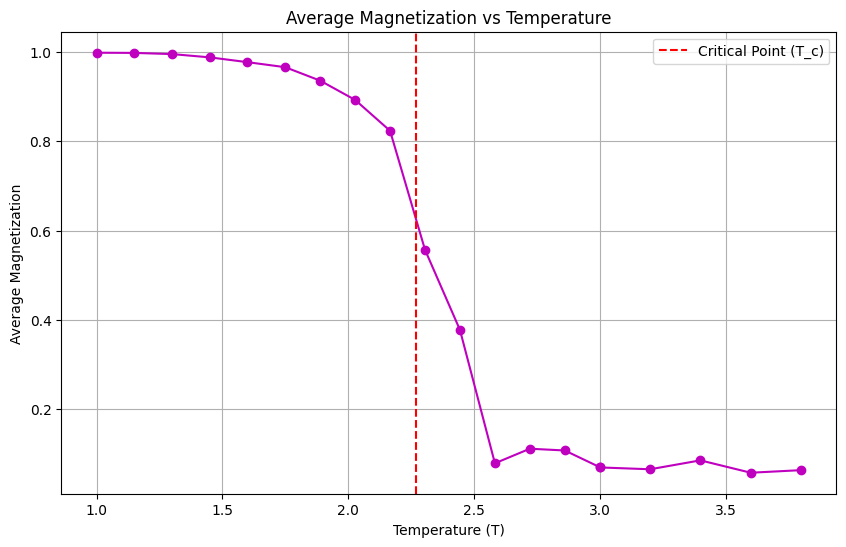 Average Magnetization vs Temperature
Critical Point (T_c)
Average Magnetization
1.0
0.8
0.6
0.4
0.2
1.0 1.5 2.0 2.5 3.0 3.5
Temperature (T)